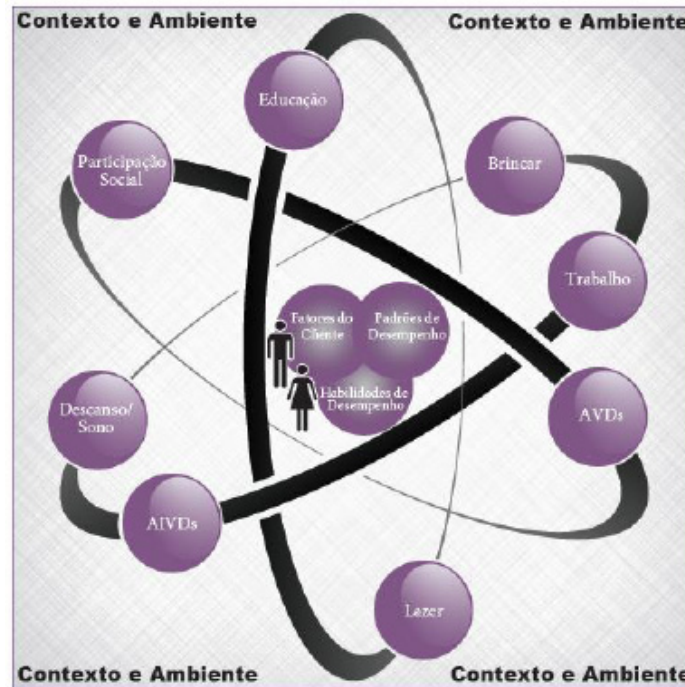 Contexto e Ambiente
Contexto e Ambiente
Educação
Participação
Social
Brincar
Trabalho
Fatores do
Cliente
Padrões de
Desempenho
Habilidades de
Desempenho
Descanso/
Sono
AVDs
AIVDs
Lazer
Contexto e Ambiente
Contexto e Ambiente